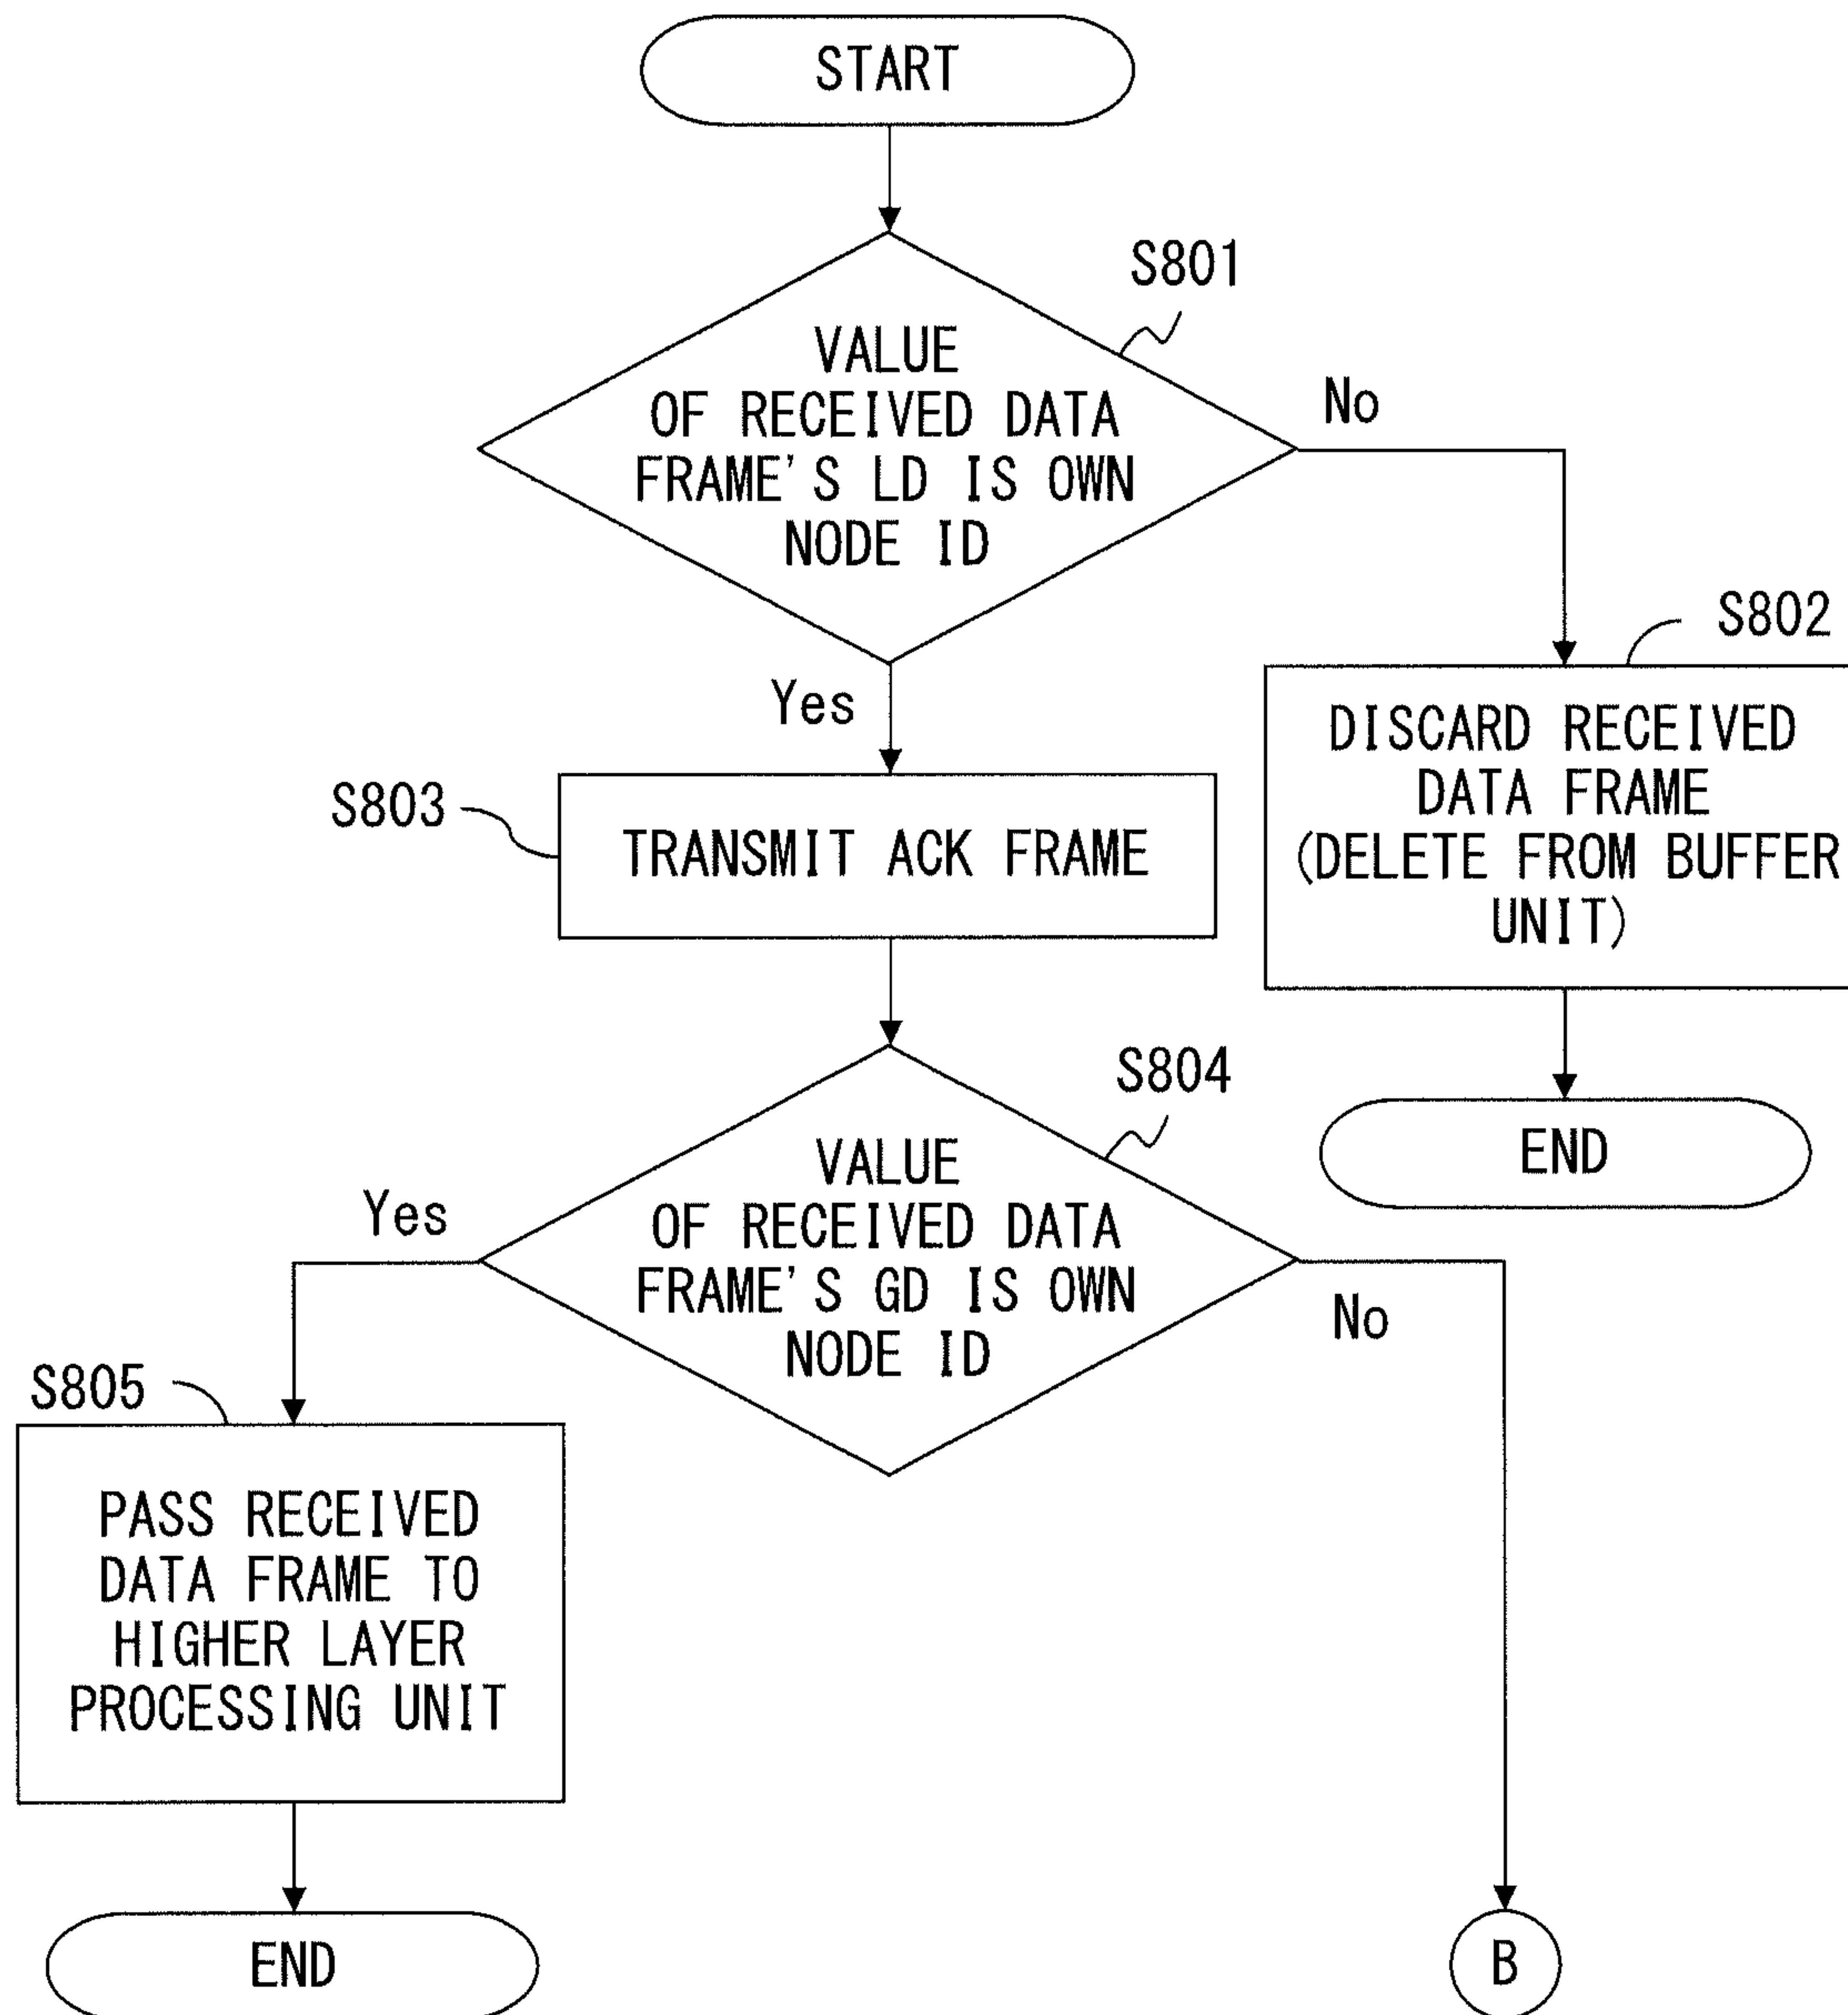 START
S801
VALUE
OF RECEIVED DATA
FRAME'S LD IS OWN
NODE ID
No
Yes
S802
DISCARD RECEIVED
DATA FRAME
(DELETE FROM BUFFER
UNIT)
END
S803
TRANSMIT ACK FRAME
S804
VALUE
OF RECEIVED DATA
FRAME'S GD IS OWN
NODE ID
Yes
No
S805
PASS RECEIVED
DATA FRAME TO
HIGHER LAYER
PROCESSING UNIT
END
B